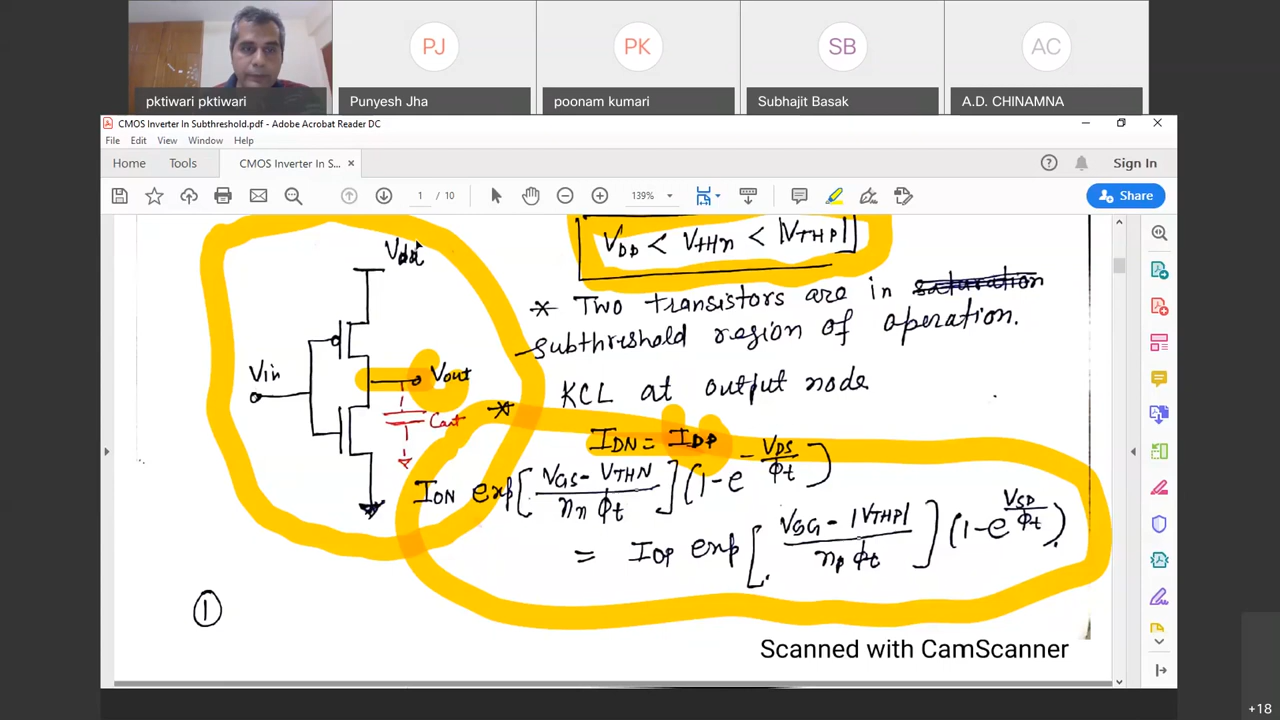 PJ
PK
SB
AC
pktiwari pktiwari
Punyesh Jha
poonam kumari
Subhajit Basak
A.D. CHINAMNA
CMOS Inverter In Subthreshold.pdf - Adobe Acrobat Reader DC
File Edit View Window Help
Home Tools CMOS Inverter In S... × Sign In
1 / 10 139% Share
VDD < VTHn < |VTHP|
Vdd
* Two transistors are in saturation
subthreshold region of operation.
Vin
Vout
Cout
* KCL at output node
IDN = IDP
ION exp[(VGS - VTHN)/(nn φt)] (1 - e^(-VDS/φt))
= IOP exp[(VSG - |VTHP|)/(np φt)] (1 - e^(VSD/φt))
1
Scanned with CamScanner
+18